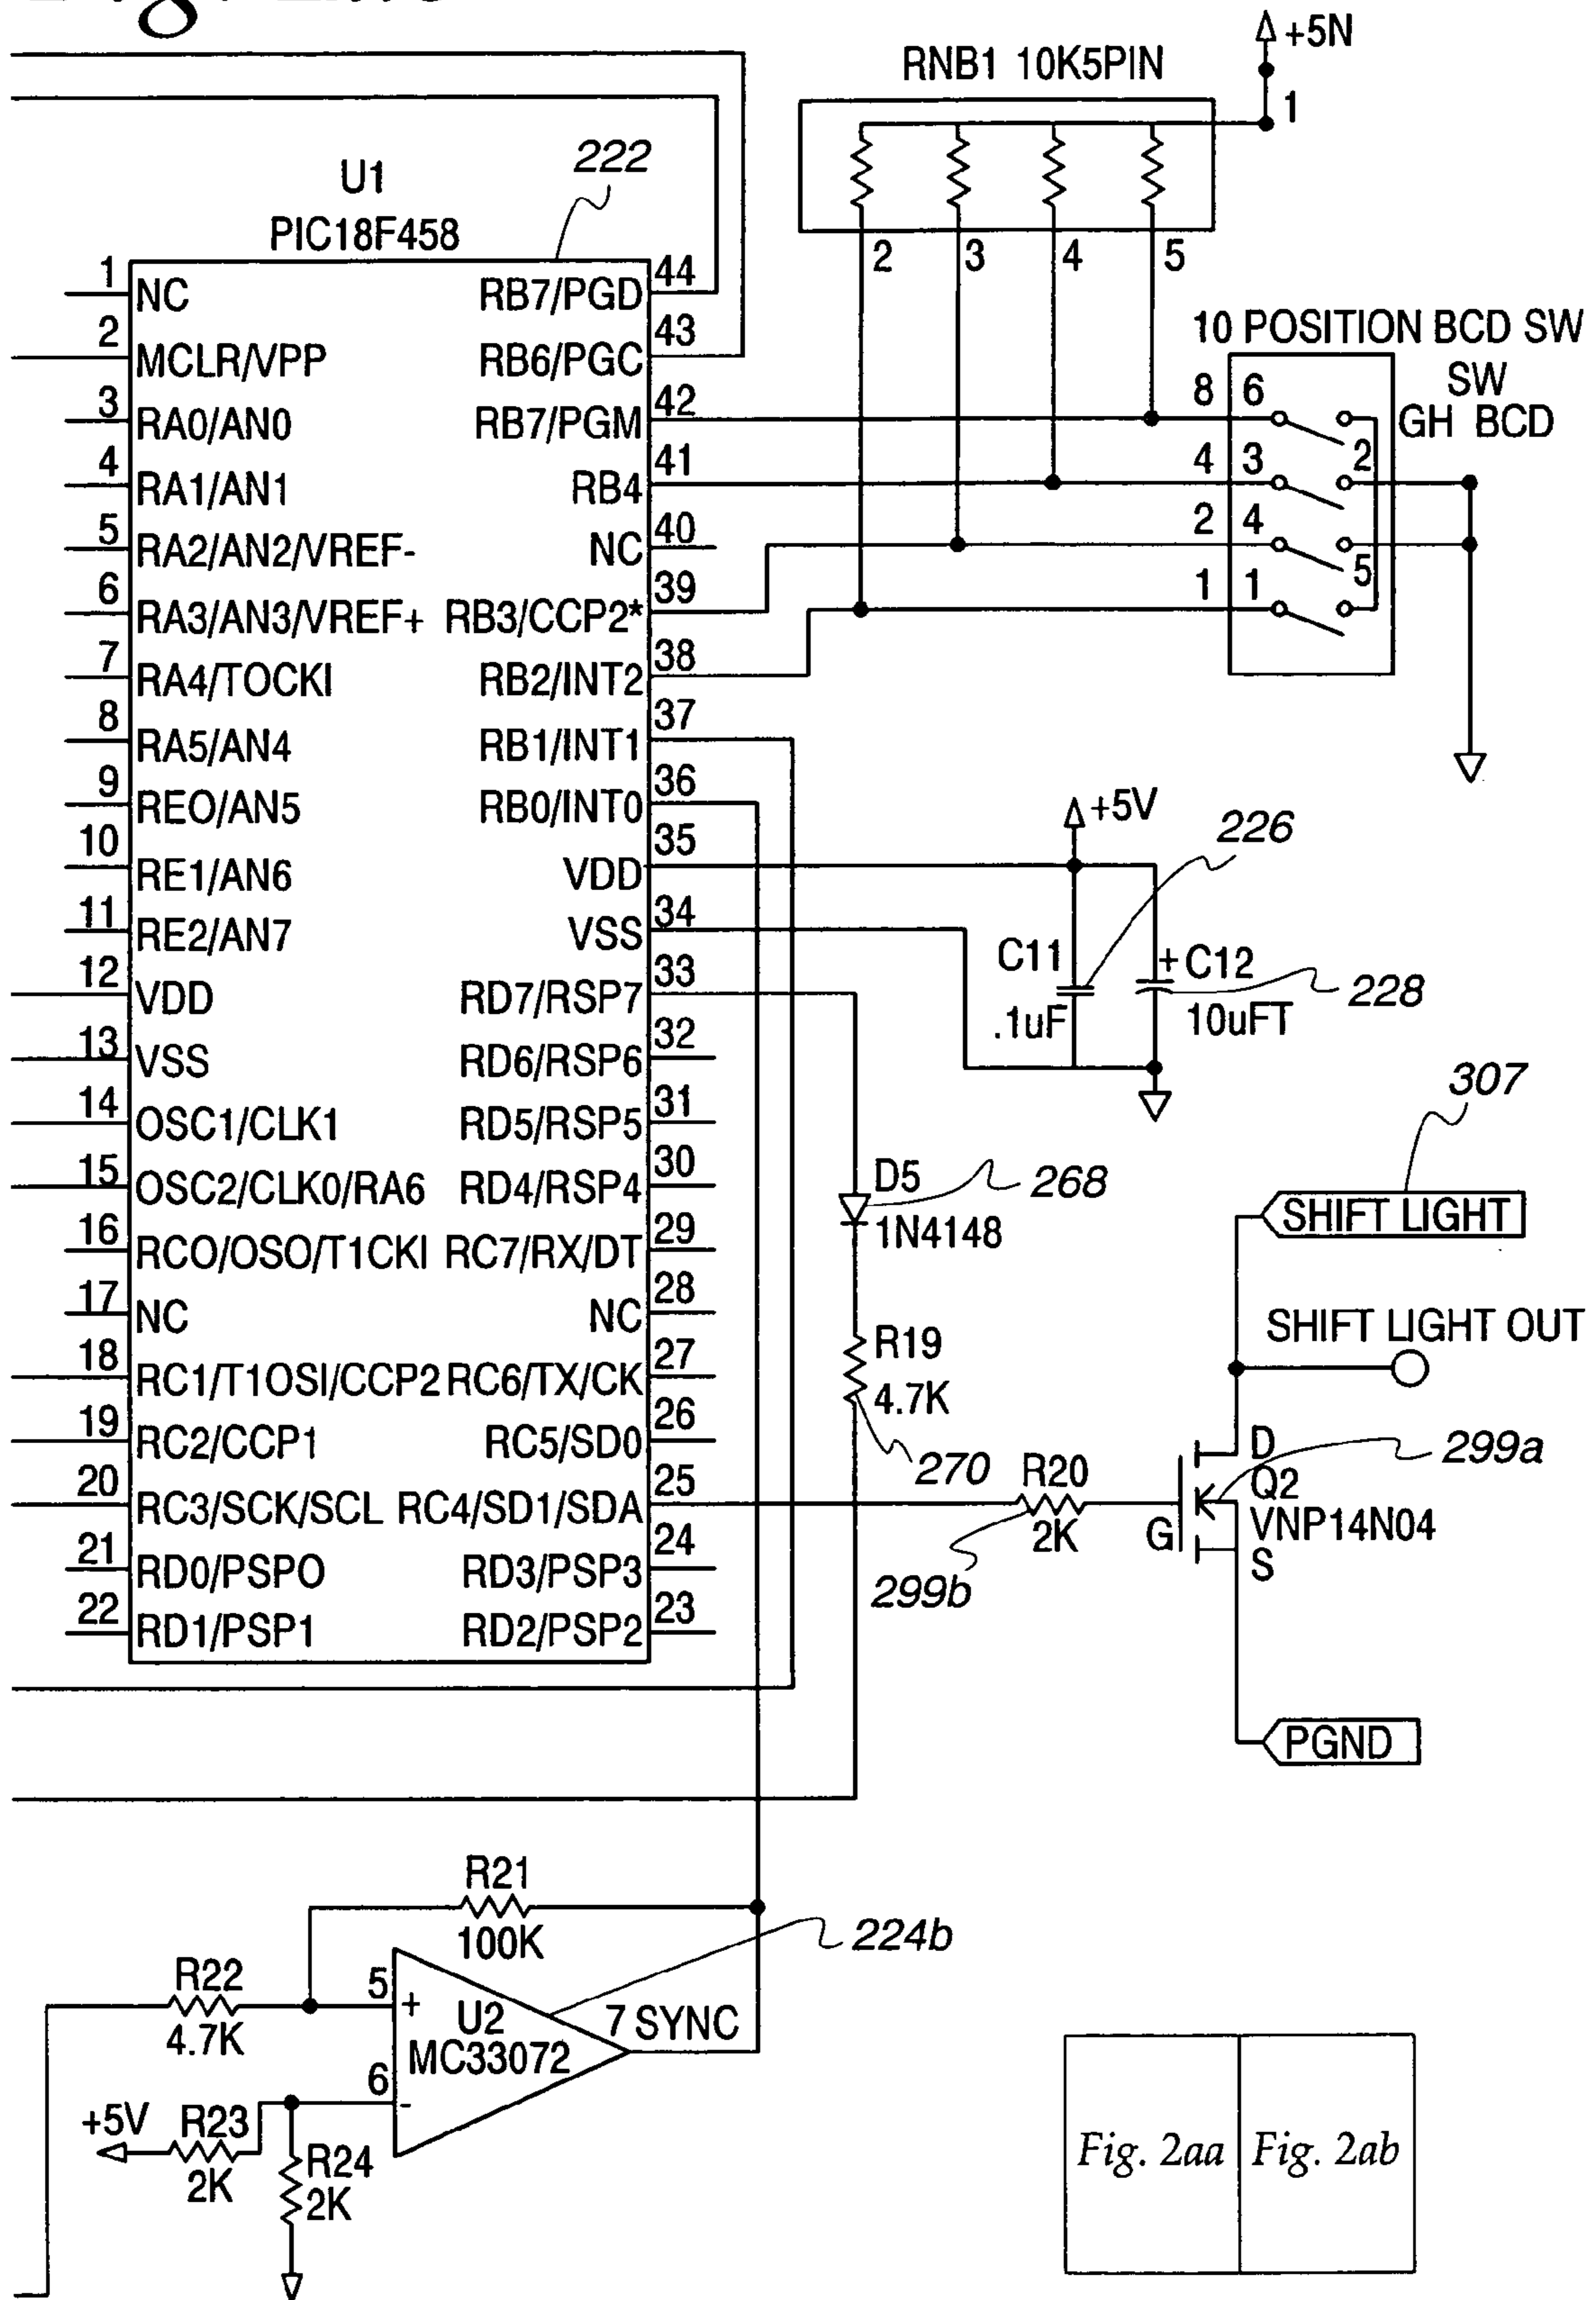 +5N
RNB1 10K5PIN
1
222
U1
PIC18F458
2 3 4 5
1 NC RB7/PGD 44
2 MCLR/VPP RB6/PGC 43
3 RA0/AN0 RB7/PGM 42
4 RA1/AN1 RB4 41
5 RA2/AN2/VREF- NC 40
6 RA3/AN3/VREF+ RB3/CCP2* 39
7 RA4/TOCKI RB2/INT2 38
8 RA5/AN4 RB1/INT1 37
9 REO/AN5 RB0/INT0 36
10 RE1/AN6 VDD 35
11 RE2/AN7 VSS 34
12 VDD RD7/RSP7 33
13 VSS RD6/RSP6 32
14 OSC1/CLK1 RD5/RSP5 31
15 OSC2/CLK0/RA6 RD4/RSP4 30
16 RCO/OSO/T1CKI RC7/RX/DT 29
17 NC NC 28
18 RC1/T1OSI/CCP2 RC6/TX/CK 27
19 RC2/CCP1 RC5/SD0 26
20 RC3/SCK/SCL RC4/SD1/SDA 25
21 RD0/PSPO RD3/PSP3 24
22 RD1/PSP1 RD2/PSP2 23
10 POSITION BCD SW
SW
GH BCD
8 6
4 3 2
2 4
1 1 5
+5V
226
C11
.1uF
+ C12
10uFT
228
307
D5
1N4148
268
SHIFT LIGHT
SHIFT LIGHT OUT
R19
4.7K
270
R20
2K
299b
D
Q2
VNP14N04
G
S
299a
PGND
R21
100K
224b
R22
4.7K
5 +
U2
MC33072
7 SYNC
6 -
+5V
R23
2K
R24
2K
Fig. 2aa Fig. 2ab